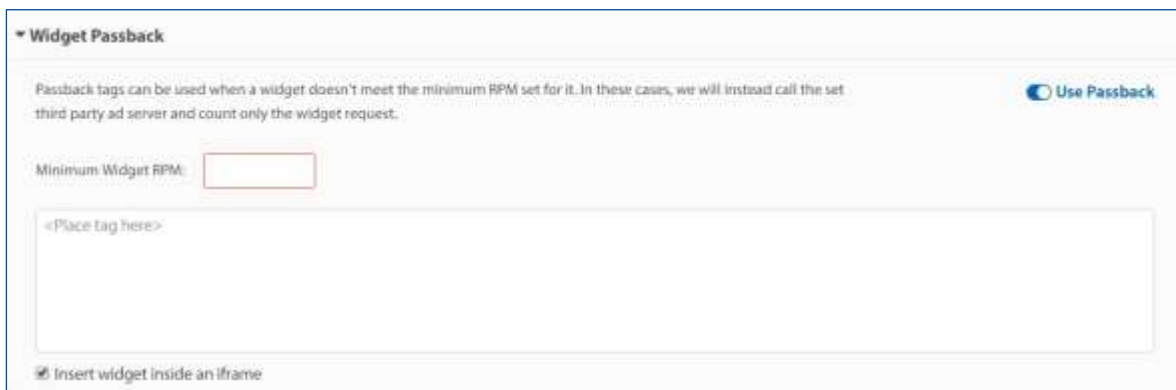 Widget Passback
Passback tags can be used when a widget doesn't meet the minimum RPM set for it. In these cases, we will instead call the set
third party ad server and count only the widget request.
Use Passback
Minimum Widget RPM:
<Place tag here>
Insert widget inside an iframe